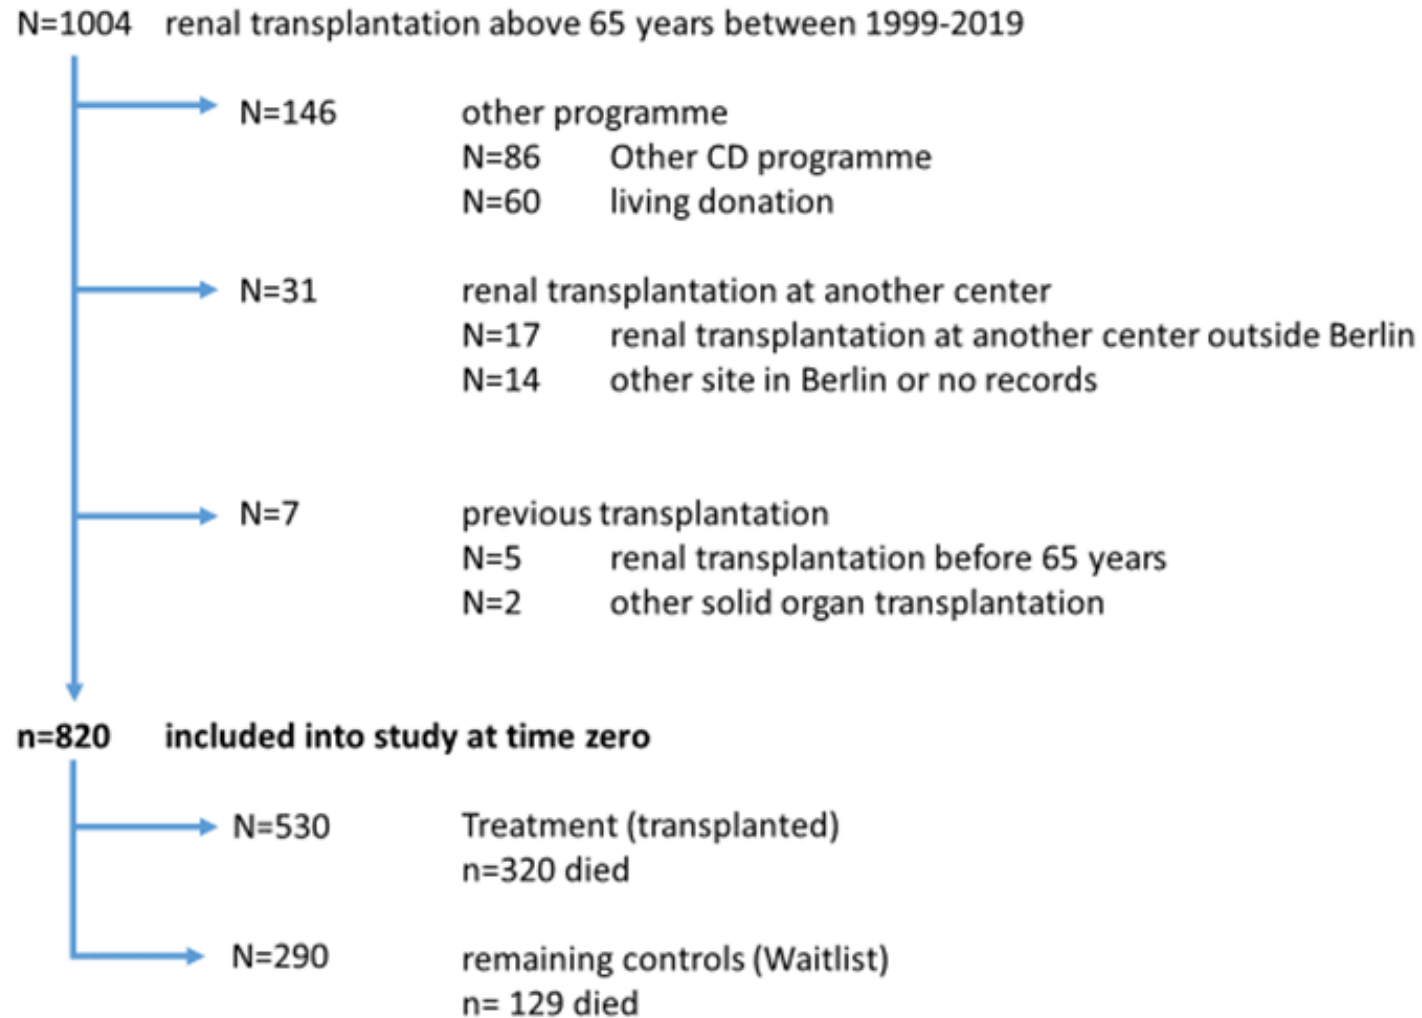 N=1004 renal transplantation above 65 years between 1999-2019
N=146 other programme
N=86 Other CD programme
N=60 living donation
N=31 renal transplantation at another center
N=17 renal transplantation at another center outside Berlin
N=14 other site in Berlin or no records
N=7 previous transplantation
N=5 renal transplantation before 65 years
N=2 other solid organ transplantation
n=820 included into study at time zero
N=530 Treatment (transplanted)
n=320 died
N=290 remaining controls (Waitlist)
n= 129 died